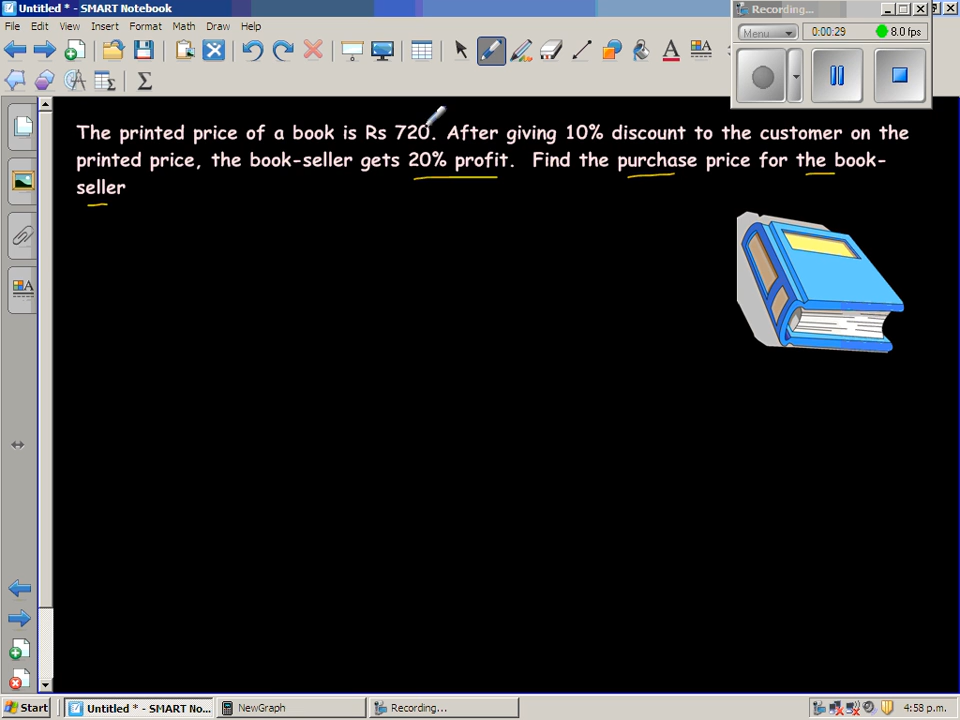 Untitled * - SMART Notebook
Recording...
File Edit View Insert Format Math Draw Help
Menu 0:00:29 8.0 fps
The printed price of a book is Rs 720. After giving 10% discount to the customer on the
printed price, the book-seller gets 20% profit. Find the purchase price for the book-
seller
Start Untitled * - SMART No... NewGraph Recording... 4:58 p.m.